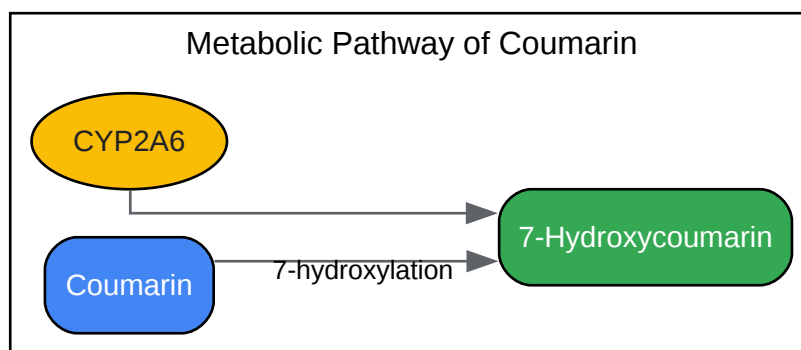 Metabolic Pathway of Coumarin
CYP2A6
7-Hydroxycoumarin
Coumarin
7-hydroxylation